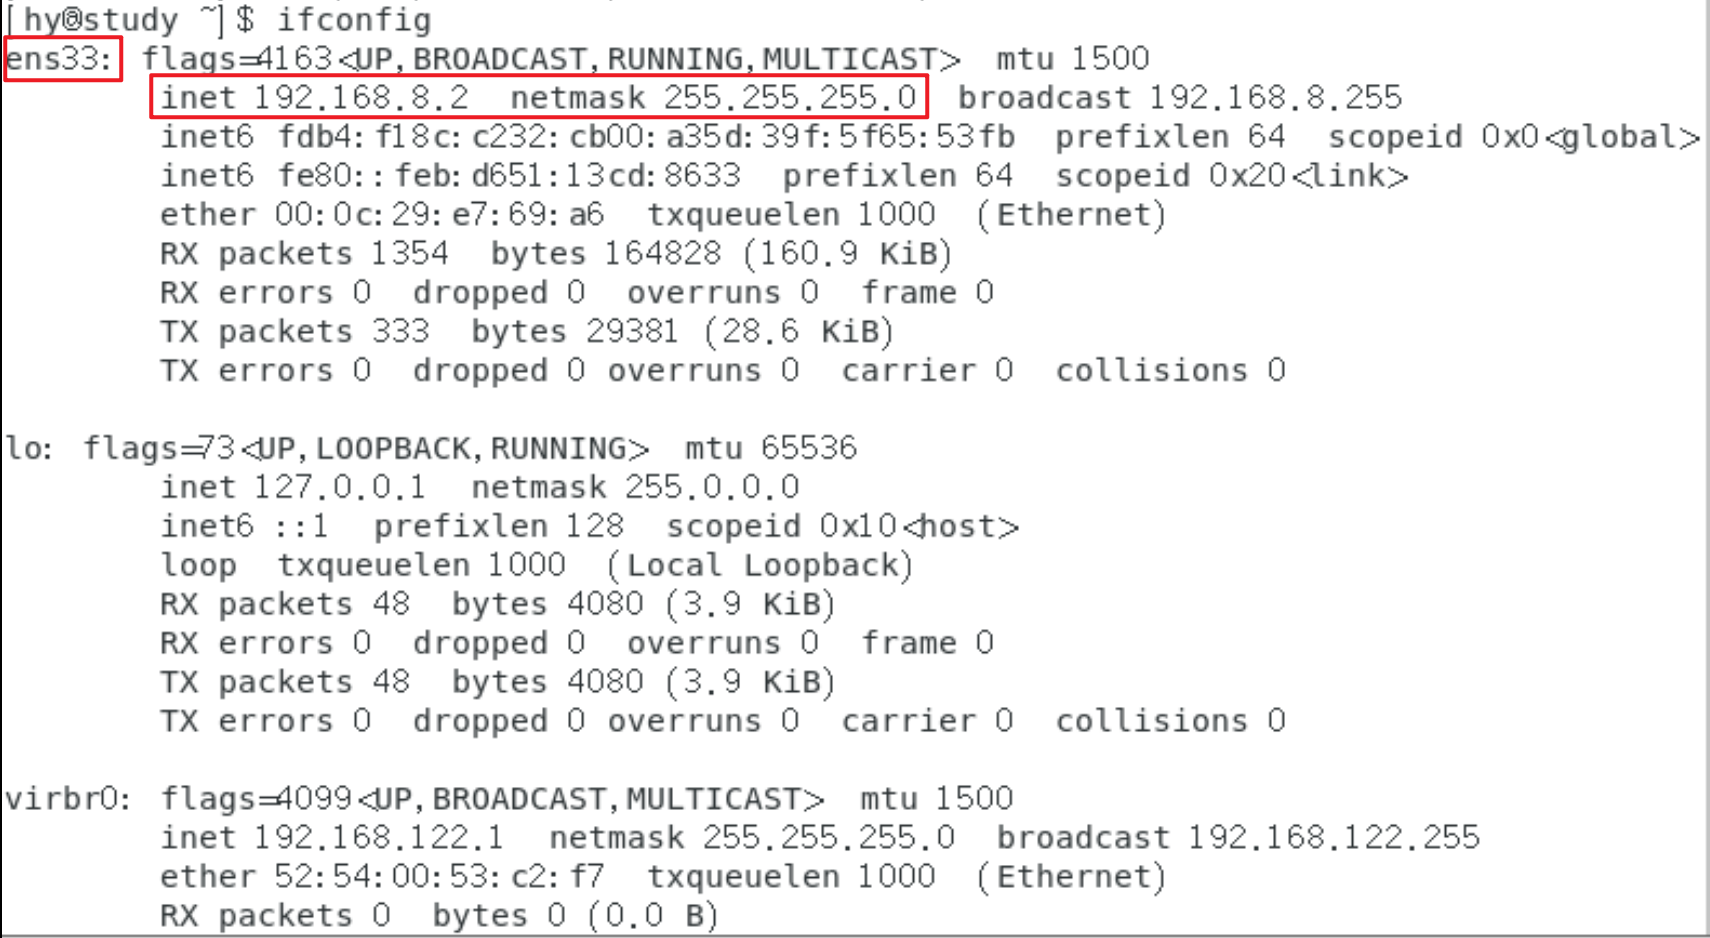 [hy@study ~]$ ifconfig
ens33: flags=4163<UP,BROADCAST,RUNNING,MULTICAST>  mtu 1500
        inet 192.168.8.2  netmask 255.255.255.0  broadcast 192.168.8.255
        inet6 fdb4:f18c:c232:cb00:a35d:39f:5f65:53fb  prefixlen 64  scopeid 0x0<global>
        inet6 fe80::feb:d651:13cd:8633  prefixlen 64  scopeid 0x20<link>
        ether 00:0c:29:e7:69:a6  txqueuelen 1000  (Ethernet)
        RX packets 1354  bytes 164828 (160.9 KiB)
        RX errors 0  dropped 0  overruns 0  frame 0
        TX packets 333  bytes 29381 (28.6 KiB)
        TX errors 0  dropped 0 overruns 0  carrier 0  collisions 0

lo: flags=73<UP,LOOPBACK,RUNNING>  mtu 65536
        inet 127.0.0.1  netmask 255.0.0.0
        inet6 ::1  prefixlen 128  scopeid 0x10<host>
        loop  txqueuelen 1000  (Local Loopback)
        RX packets 48  bytes 4080 (3.9 KiB)
        RX errors 0  dropped 0  overruns 0  frame 0
        TX packets 48  bytes 4080 (3.9 KiB)
        TX errors 0  dropped 0 overruns 0  carrier 0  collisions 0

virbr0: flags=4099<UP,BROADCAST,MULTICAST>  mtu 1500
        inet 192.168.122.1  netmask 255.255.255.0  broadcast 192.168.122.255
        ether 52:54:00:53:c2:f7  txqueuelen 1000  (Ethernet)
        RX packets 0  bytes 0 (0.0 B)